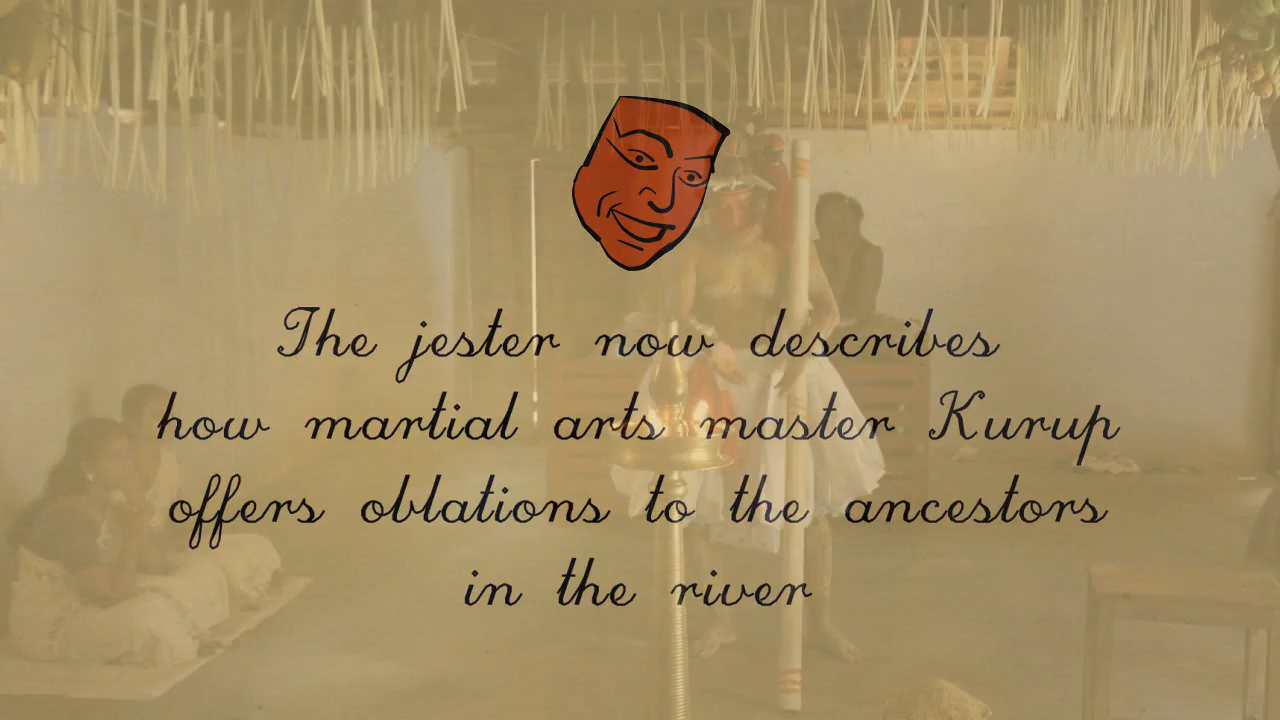 The jester now describes
how martial arts master Kurup
offers oblations to the ancestors
in the river